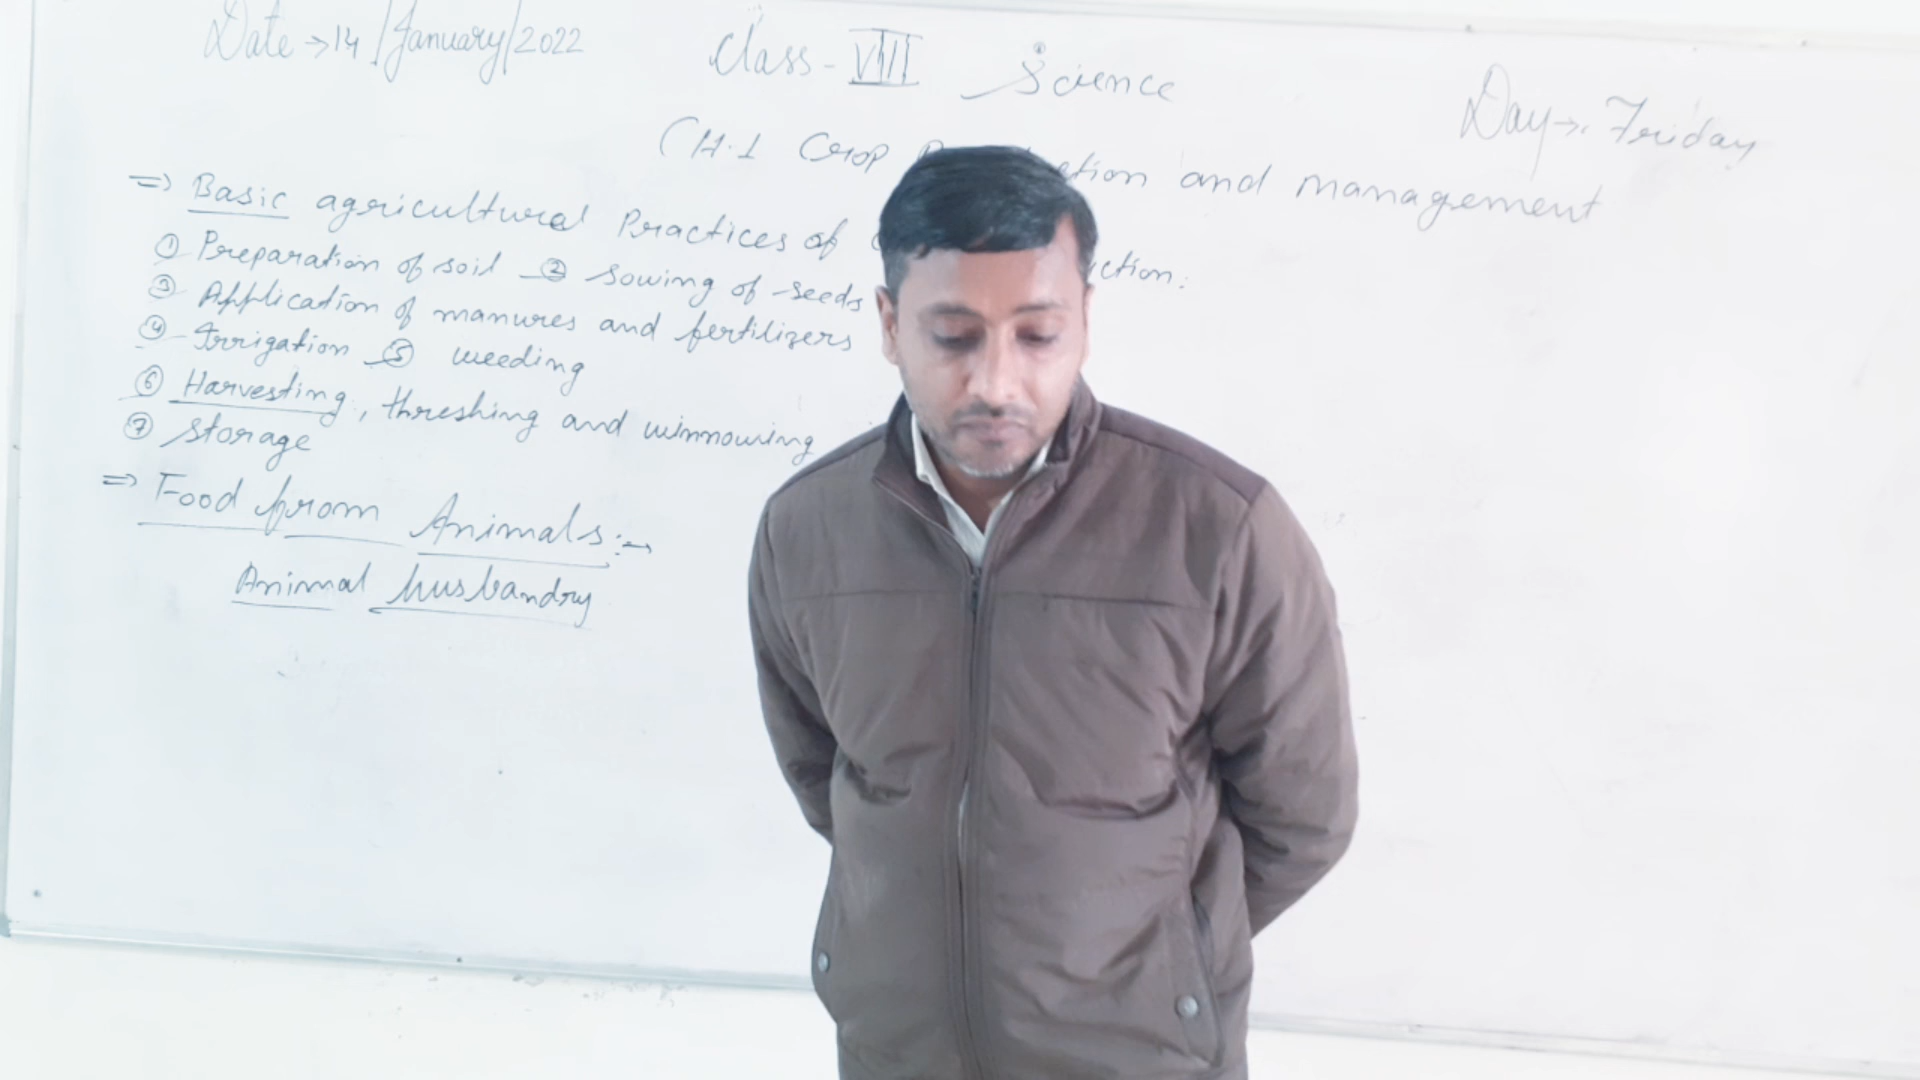 Date → 14/January/2022 Class - VIII Science Day → Friday
CH.1 Crop ction and management
⇒ Basic agricultural Practices of ction:
① Preparation of soil ② sowing of seeds
③ Application of manures and fertilizers
④ Irrigation ⑤ weeding
⑥ Harvesting, threshing and winnowing
⑦ storage
⇒ Food from Animals:→
Animal husbandry